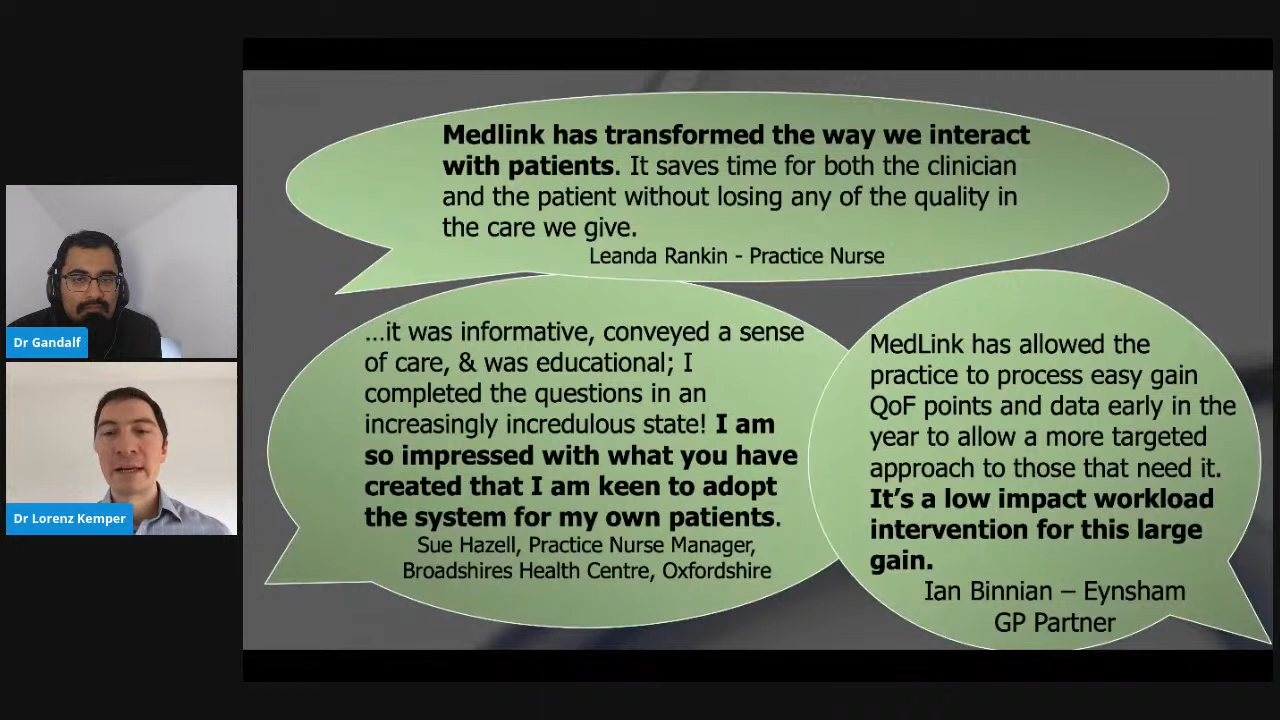 Medlink has transformed the way we interact
with patients. It saves time for both the clinician
and the patient without losing any of the quality in
the care we give.
Leanda Rankin - Practice Nurse
...it was informative, conveyed a sense
of care, & was educational; I
completed the questions in an
increasingly incredulous state! I am
so impressed with what you have
created that I am keen to adopt
the system for my own patients.
Sue Hazell, Practice Nurse Manager,
Broadshires Health Centre, Oxfordshire
MedLink has allowed the
practice to process easy gain
QoF points and data early in the
year to allow a more targeted
approach to those that need it.
It's a low impact workload
intervention for this large
gain.
Ian Binnian – Eynsham
GP Partner
Dr Gandalf
Dr Lorenz Kemper